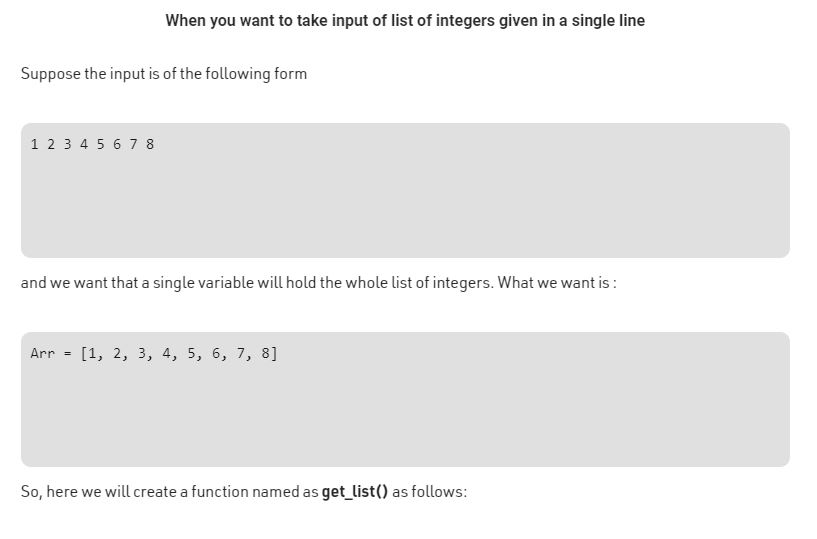 When you want to take input of list of integers given in a single line
Suppose the input is of the following form
1 2 3 4 5 6 7 8
and we want that a single variable will hold the whole list of integers. What we want is :
Arr = [1, 2, 3, 4, 5, 6, 7, 8]
So, here we will create a function named as get_list() as follows: